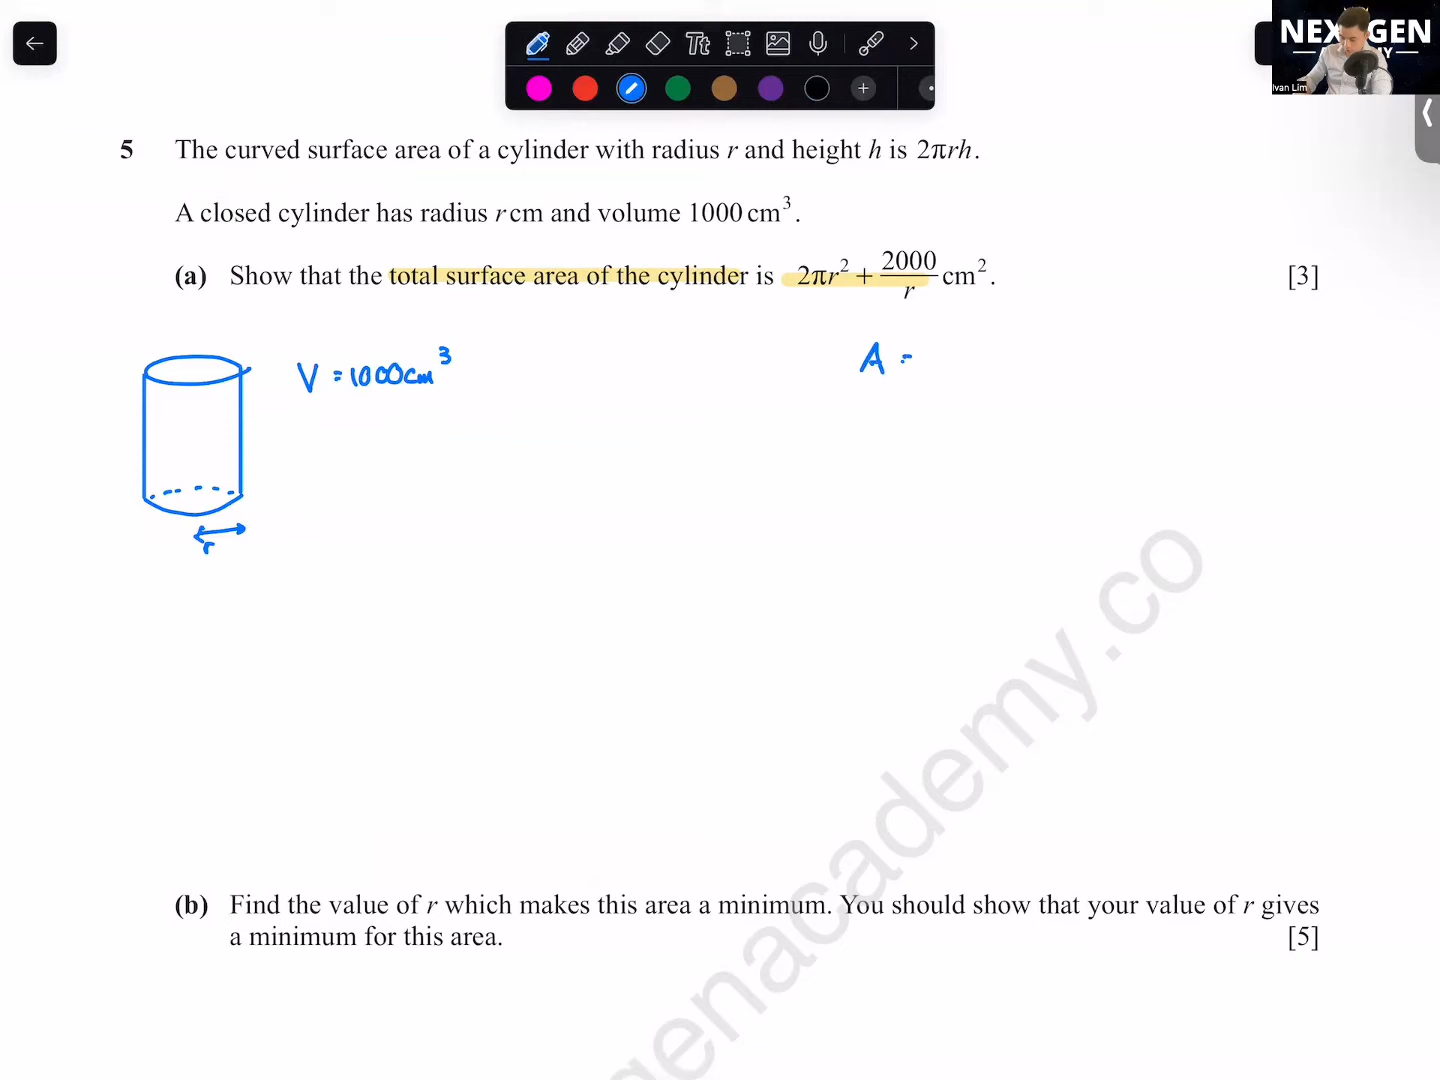 Tt
NEXTGEN
Ivan Lim
5 The curved surface area of a cylinder with radius r and height h is 2πrh.
A closed cylinder has radius r cm and volume 1000 cm³.
(a) Show that the total surface area of the cylinder is 2πr² + 2000/r cm². [3]
V = 1000cm³
A =
r
(b) Find the value of r which makes this area a minimum. You should show that your value of r gives
a minimum for this area. [5]
genacademy.co